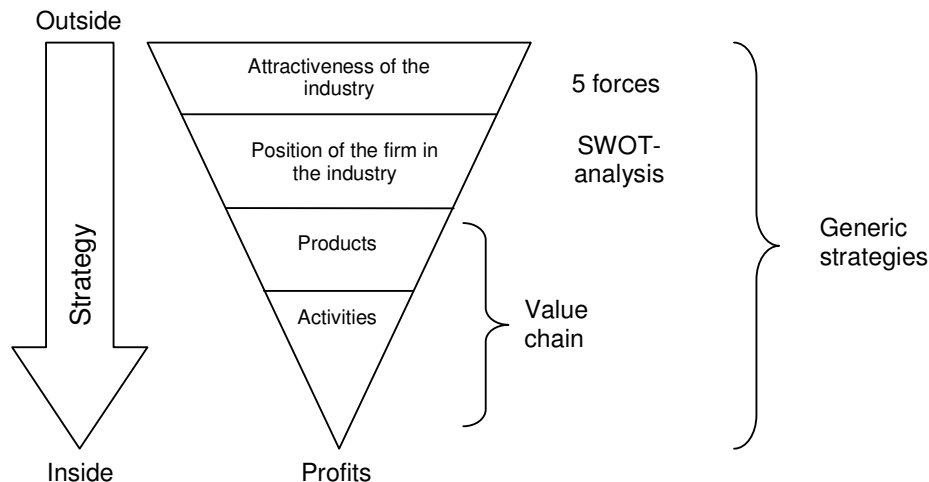 Outside
Attractiveness of the
industry
5 forces
Position of the firm in
the industry
SWOT-
analysis
Strategy
Products
Generic
strategies
Activities
Value
chain
Inside
Profits